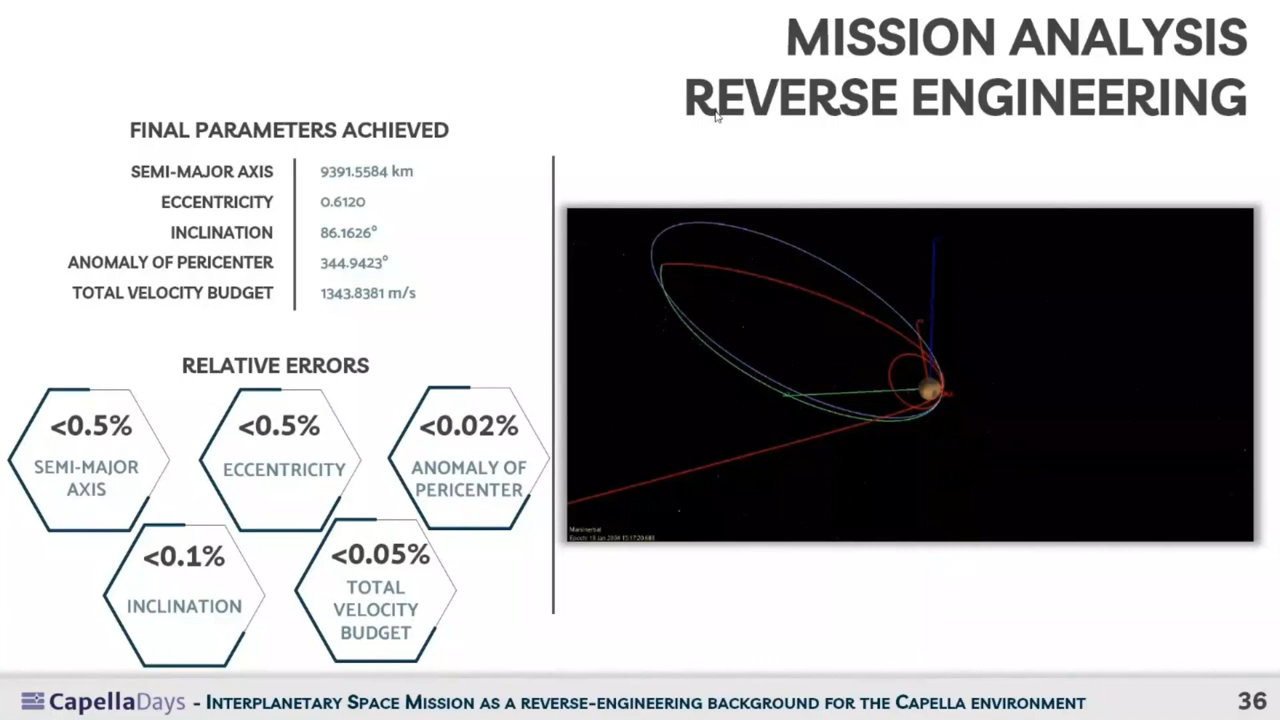 MISSION ANALYSIS
REVERSE ENGINEERING
FINAL PARAMETERS ACHIEVED
SEMI-MAJOR AXIS 9391.5584 km
ECCENTRICITY 0.6120
INCLINATION 86.1626°
ANOMALY OF PERICENTER 344.9423°
TOTAL VELOCITY BUDGET 1343.8381 m/s
RELATIVE ERRORS
<0.5%
SEMI-MAJOR
AXIS
<0.5%
ECCENTRICITY
<0.02%
ANOMALY OF
PERICENTER
<0.1%
INCLINATION
<0.05%
TOTAL
VELOCITY
BUDGET
CapellaDays - INTERPLANETARY SPACE MISSION AS A REVERSE-ENGINEERING BACKGROUND FOR THE CAPELLA ENVIRONMENT 36